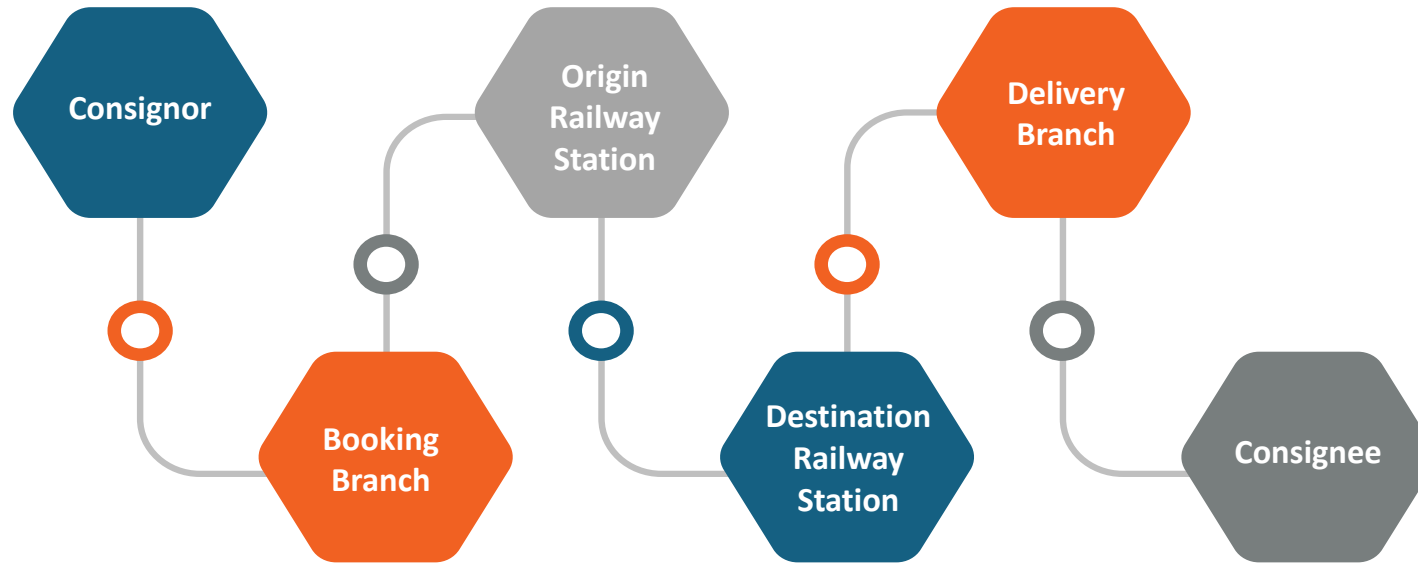 Consignor
Booking
Branch
Origin
Railway
Station
Destination
Railway
Station
Delivery
Branch
Consignee